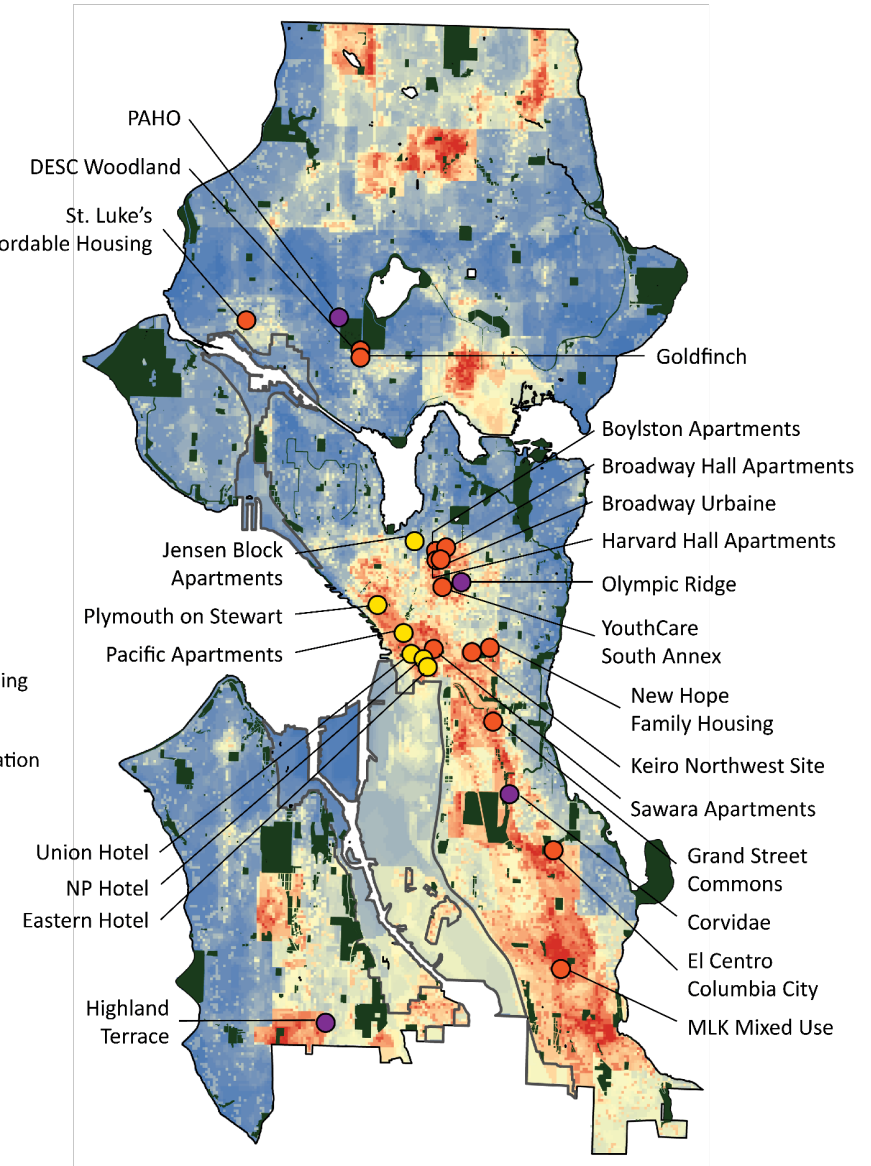 PAHO
DESC Woodland
St. Luke's
ordable Housing
Goldfinch
Boylston Apartments
Broadway Hall Apartments
Broadway Urbaine
Harvard Hall Apartments
Olympic Ridge
YouthCare
South Annex
New Hope
Family Housing
Keiro Northwest Site
Sawara Apartments
Grand Street
Commons
Corvidae
El Centro
Columbia City
MLK Mixed Use
Jensen Block
Apartments
Plymouth on Stewart
Pacific Apartments
ing
ation
Union Hotel
NP Hotel
Eastern Hotel
Highland
Terrace